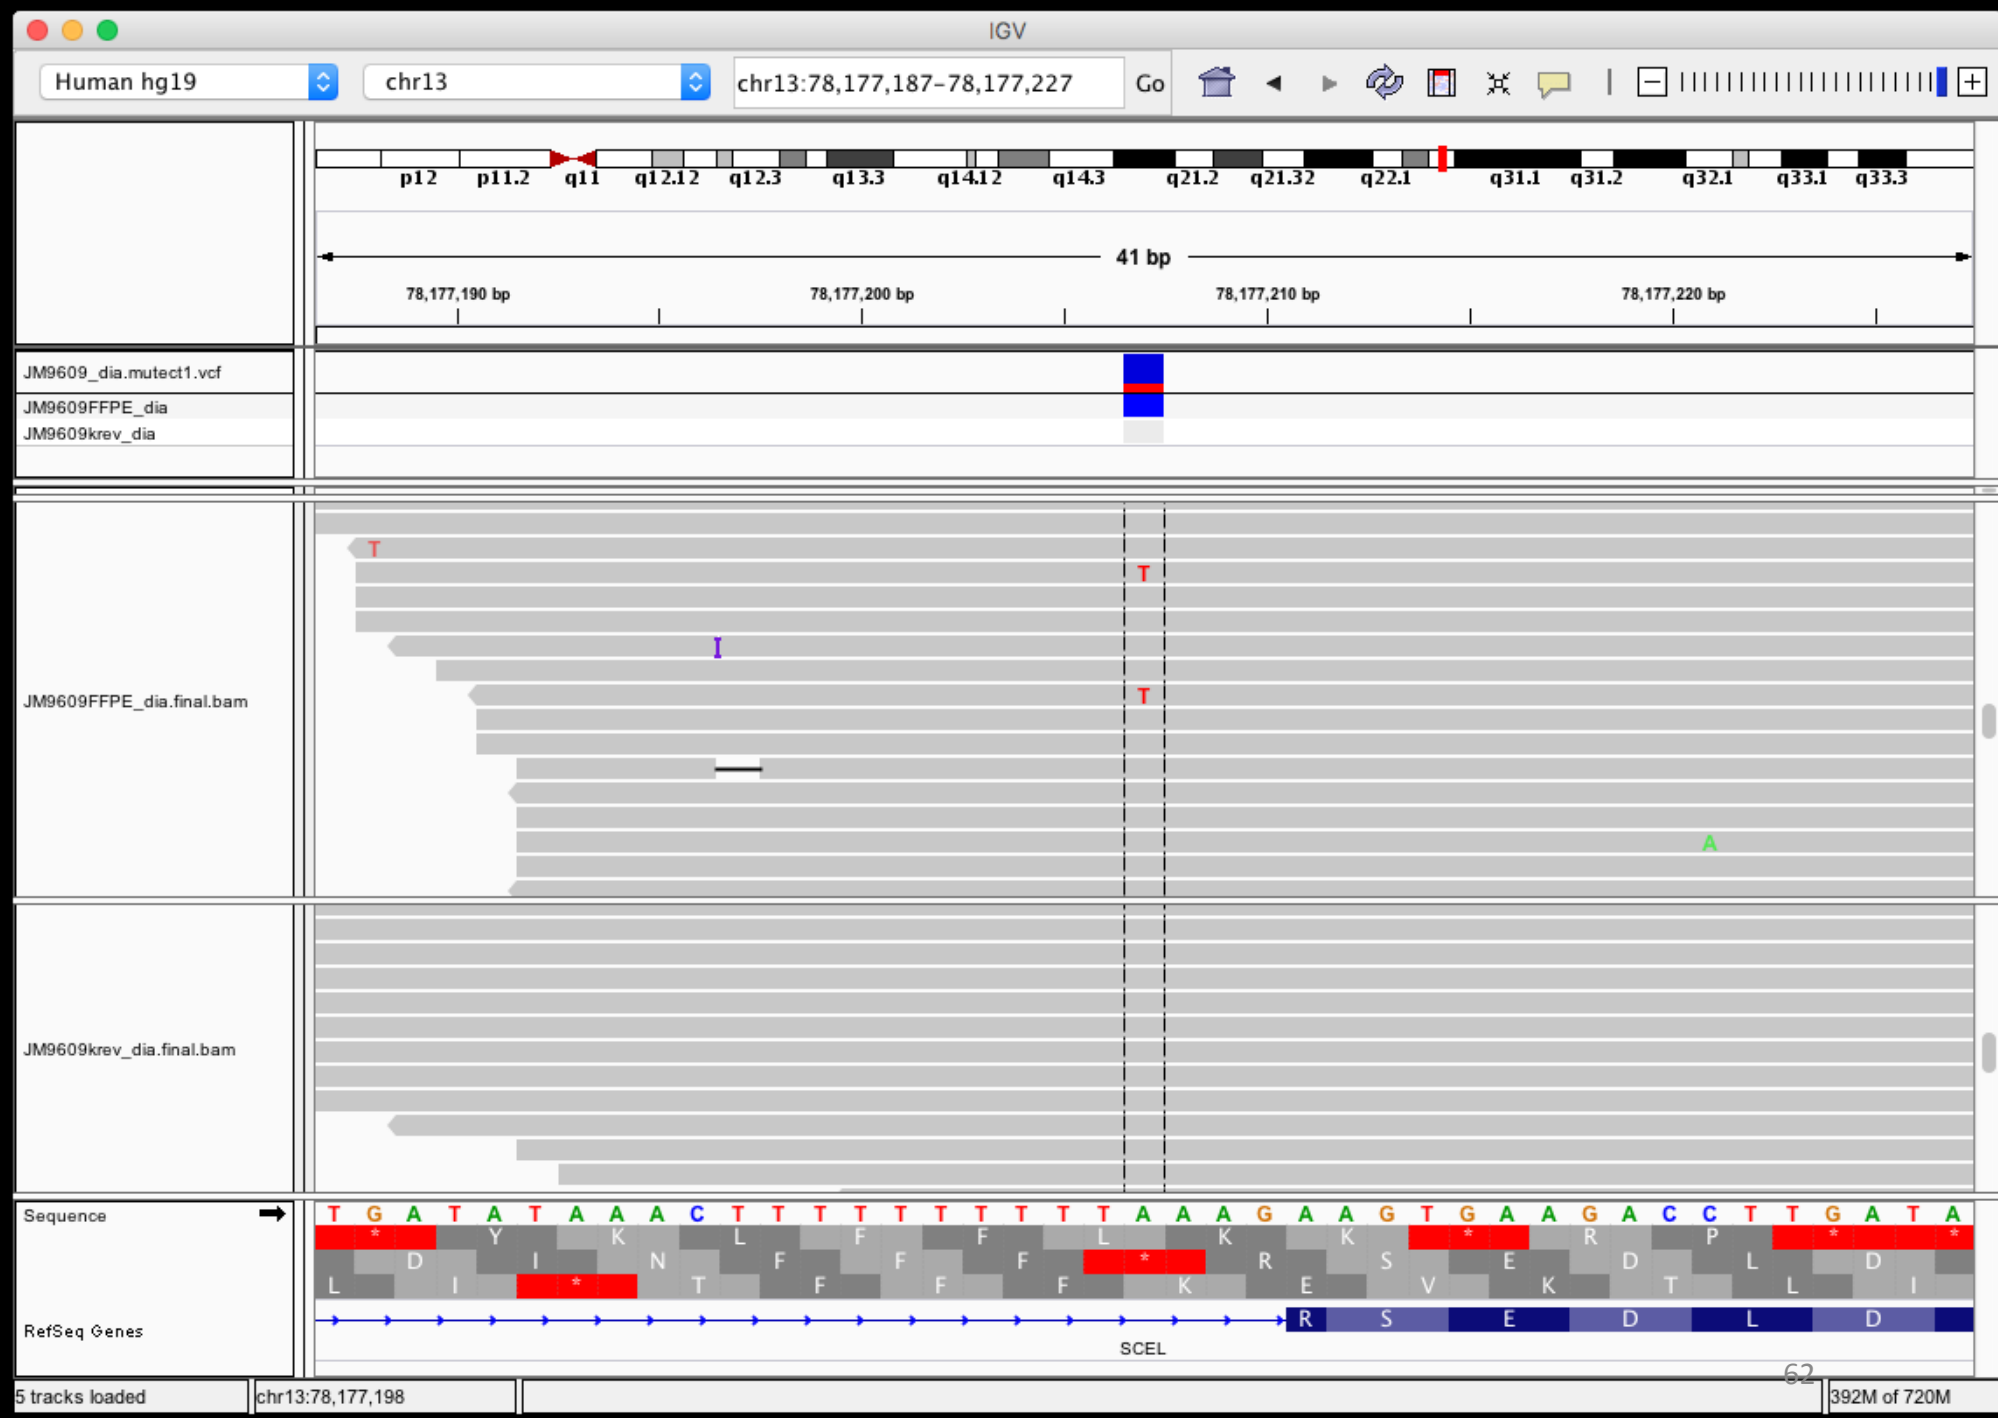 IGV
Human hg19 chr13 chr13:78,177,187-78,177,227 Go
p12 p11.2 q11 q12.12 q12.3 q13.3 q14.12 q14.3 q21.2 q21.32 q22.1 q31.1 q31.2 q32.1 q33.1 q33.3
41 bp
78,177,190 bp 78,177,200 bp 78,177,210 bp 78,177,220 bp
JM9609_dia.mutect1.vcf
JM9609FFPE_dia
JM9609krev_dia
T
T
I
JM9609FFPE_dia.final.bam T
A
JM9609krev_dia.final.bam
Sequence T G A T A T A A A C T T T T T T T T T T A A A G A A G T G A A G A C C T T G A T A
* Y K L F F L K K * R P * *
D I N F F F * R S E D L D
L I * T F F F K E V K T L I
RefSeq Genes R S E D L D
SCEL
62
5 tracks loaded chr13:78,177,198 392M of 720M